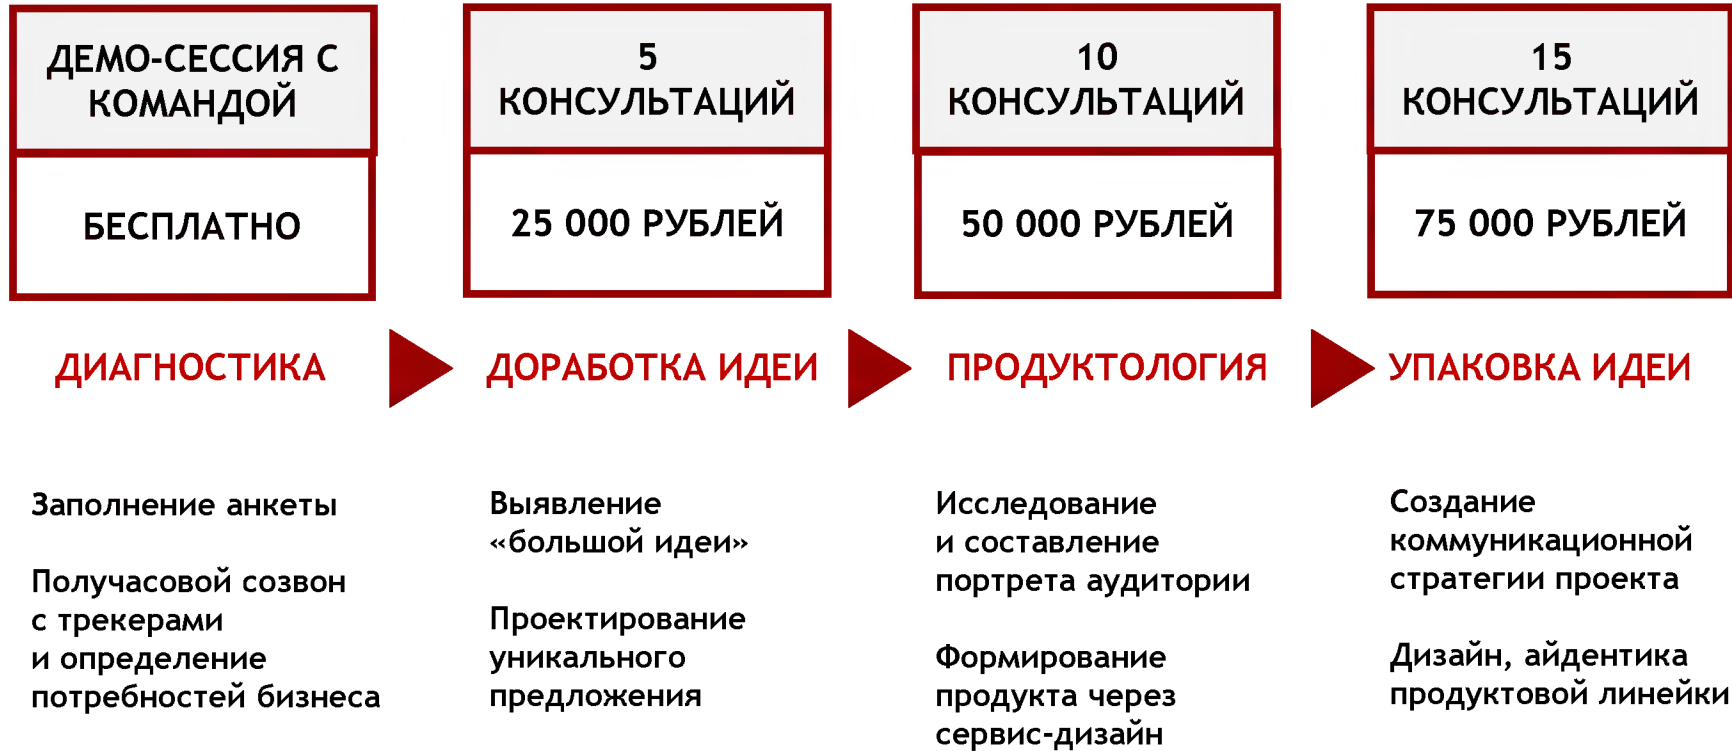 ДЕМО-СЕССИЯ С
КОМАНДОЙ
БЕСПЛАТНО
5
КОНСУЛЬТАЦИЙ
25 000 РУБЛЕЙ
10
КОНСУЛЬТАЦИЙ
50 000 РУБЛЕЙ
15
КОНСУЛЬТАЦИЙ
75 000 РУБЛЕЙ
ДИАГНОСТИКА
ДОРАБОТКА ИДЕИ
ПРОДУКТОЛОГИЯ
УПАКОВКА ИДЕИ
Заполнение анкеты
Получасовой созвон
с трекерами
и определение
потребностей бизнеса
Выявление
«большой идеи»
Проектирование
уникального
предложения
Исследование
и составление
портрета аудитории
Формирование
продукта через
сервис-дизайн
Создание
коммуникационной
стратегии проекта
Дизайн, айдентика
продуктовой линейки